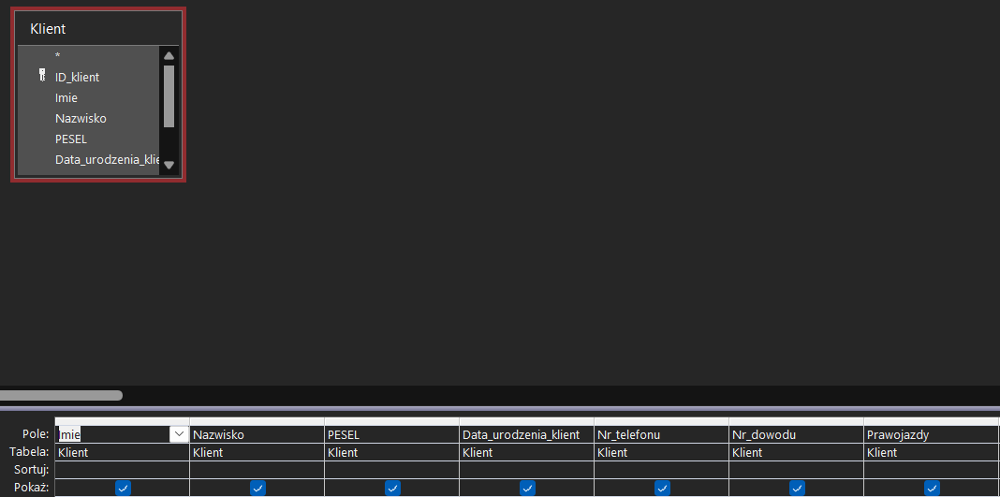 Klient
*
ID_klient
Imie
Nazwisko
PESEL
Data_urodzenia_klie
Pole: Imie Nazwisko PESEL Data_urodzenia_klient Nr_telefonu Nr_dowodu Prawojazdy
Tabela: Klient Klient Klient Klient Klient Klient Klient
Sortuj:
Pokaż: